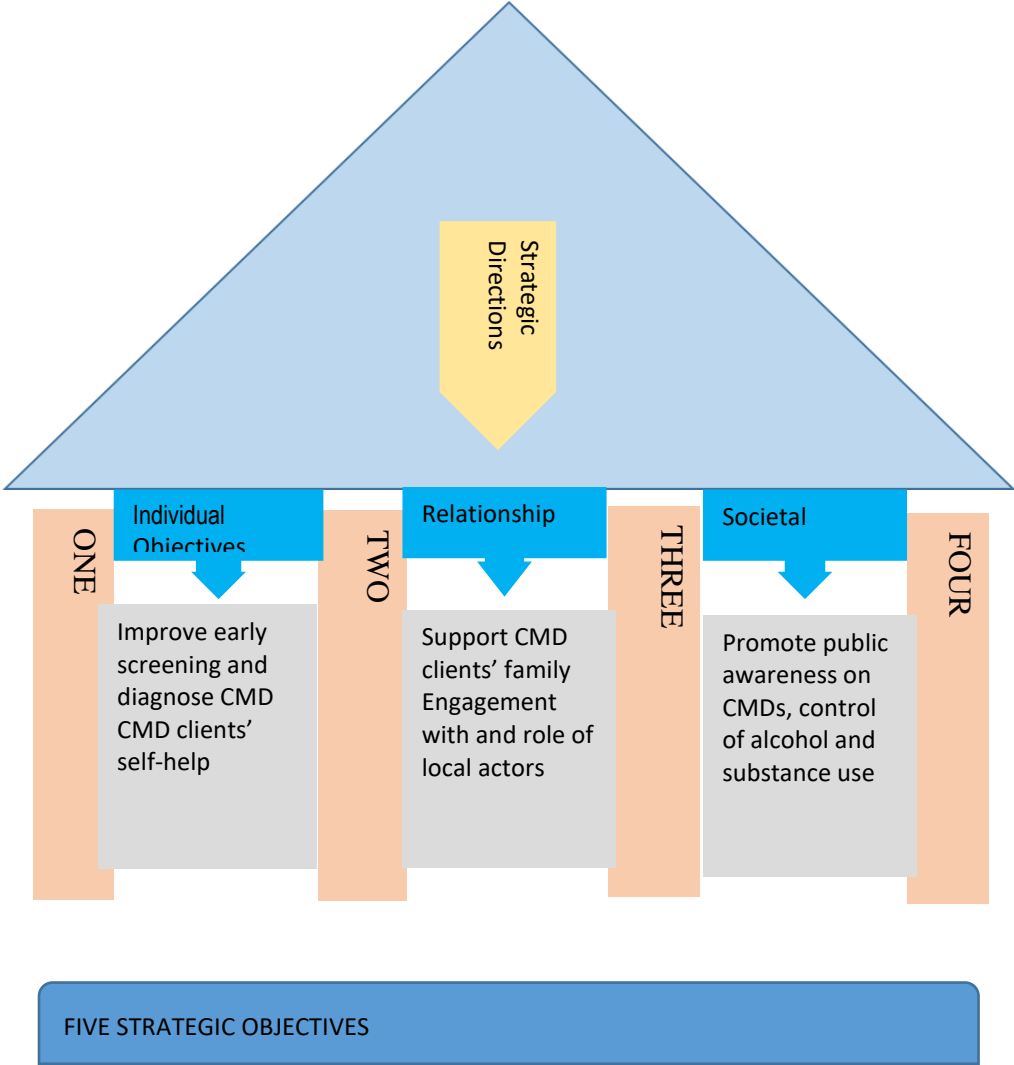 Strategic
Directions
Individual
Objectives
Relationship
Societal
ONE
TWO
THREE
FOUR
Improve early
screening and
diagnose CMD
CMD clients’
self-help
Support CMD
clients’ family
Engagement
with and role of
local actors
Promote public
awareness on
CMDs, control
of alcohol and
substance use
FIVE STRATEGIC OBJECTIVES